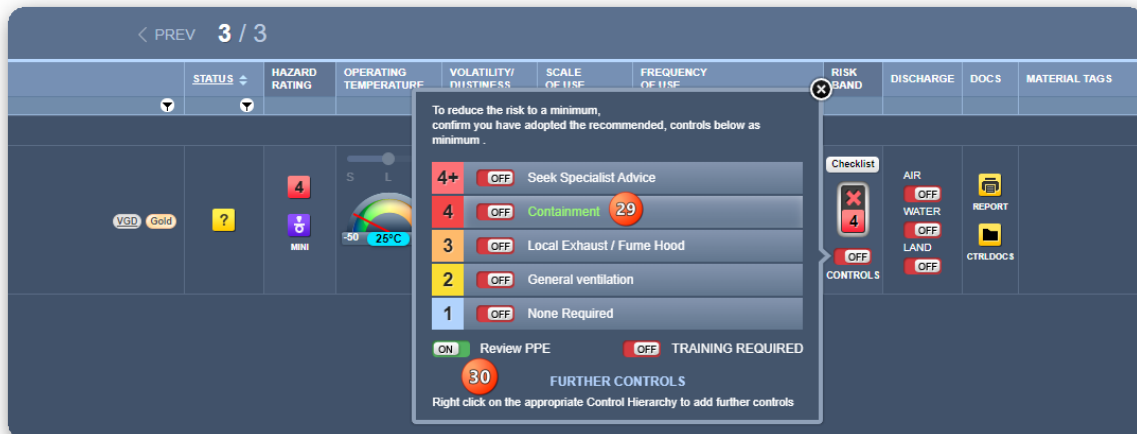 PREV 3 / 3
STATUS
HAZARD RATING
OPERATING TEMPERATURE
VOLATILITY/ DUSTINESS
SCALE OF USE
FREQUENCY OF USE
RISK BAND
DISCHARGE
DOCS
MATERIAL TAGS
To reduce the risk to a minimum,
confirm you have adopted the recommended, controls below as
minimum .
4+ OFF Seek Specialist Advice
4 OFF Containment 29
3 OFF Local Exhaust / Fume Hood
2 OFF General ventilation
1 OFF None Required
ON Review PPE OFF TRAINING REQUIRED
30
FURTHER CONTROLS
Right click on the appropriate Control Hierarchy to add further controls
VGD Gold
?
4
MINI
S L
-50 25°C
Checklist
4
OFF
CONTROLS
AIR
OFF
WATER
OFF
LAND
OFF
REPORT
CTRLDOCS